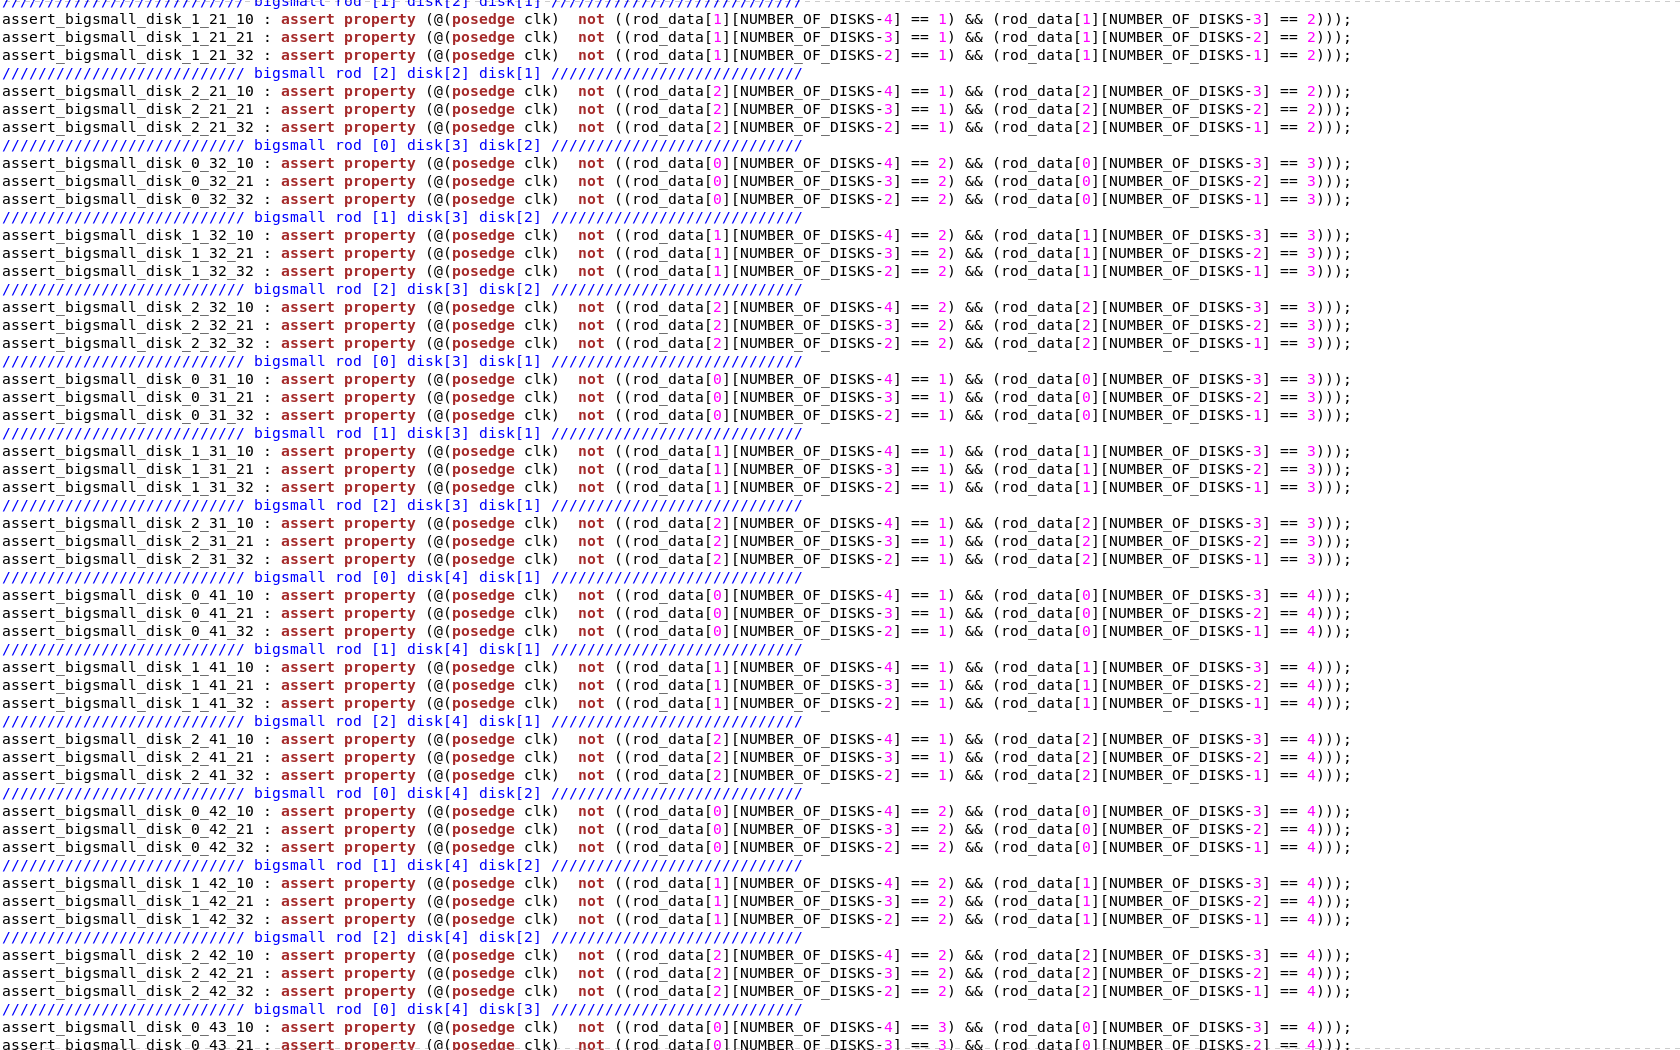 /////////////////////////// bigsmall rod [1] disk[2] disk[1] ////////////////////////////
assert_bigsmall_disk_1_21_10 : assert property (@(posedge clk)  not ((rod_data[1][NUMBER_OF_DISKS-4] == 1) && (rod_data[1][NUMBER_OF_DISKS-3] == 2)));
assert_bigsmall_disk_1_21_21 : assert property (@(posedge clk)  not ((rod_data[1][NUMBER_OF_DISKS-3] == 1) && (rod_data[1][NUMBER_OF_DISKS-2] == 2)));
assert_bigsmall_disk_1_21_32 : assert property (@(posedge clk)  not ((rod_data[1][NUMBER_OF_DISKS-2] == 1) && (rod_data[1][NUMBER_OF_DISKS-1] == 2)));
/////////////////////////// bigsmall rod [2] disk[2] disk[1] ////////////////////////////
assert_bigsmall_disk_2_21_10 : assert property (@(posedge clk)  not ((rod_data[2][NUMBER_OF_DISKS-4] == 1) && (rod_data[2][NUMBER_OF_DISKS-3] == 2)));
assert_bigsmall_disk_2_21_21 : assert property (@(posedge clk)  not ((rod_data[2][NUMBER_OF_DISKS-3] == 1) && (rod_data[2][NUMBER_OF_DISKS-2] == 2)));
assert_bigsmall_disk_2_21_32 : assert property (@(posedge clk)  not ((rod_data[2][NUMBER_OF_DISKS-2] == 1) && (rod_data[2][NUMBER_OF_DISKS-1] == 2)));
/////////////////////////// bigsmall rod [0] disk[3] disk[2] ////////////////////////////
assert_bigsmall_disk_0_32_10 : assert property (@(posedge clk)  not ((rod_data[0][NUMBER_OF_DISKS-4] == 2) && (rod_data[0][NUMBER_OF_DISKS-3] == 3)));
assert_bigsmall_disk_0_32_21 : assert property (@(posedge clk)  not ((rod_data[0][NUMBER_OF_DISKS-3] == 2) && (rod_data[0][NUMBER_OF_DISKS-2] == 3)));
assert_bigsmall_disk_0_32_32 : assert property (@(posedge clk)  not ((rod_data[0][NUMBER_OF_DISKS-2] == 2) && (rod_data[0][NUMBER_OF_DISKS-1] == 3)));
/////////////////////////// bigsmall rod [1] disk[3] disk[2] ////////////////////////////
assert_bigsmall_disk_1_32_10 : assert property (@(posedge clk)  not ((rod_data[1][NUMBER_OF_DISKS-4] == 2) && (rod_data[1][NUMBER_OF_DISKS-3] == 3)));
assert_bigsmall_disk_1_32_21 : assert property (@(posedge clk)  not ((rod_data[1][NUMBER_OF_DISKS-3] == 2) && (rod_data[1][NUMBER_OF_DISKS-2] == 3)));
assert_bigsmall_disk_1_32_32 : assert property (@(posedge clk)  not ((rod_data[1][NUMBER_OF_DISKS-2] == 2) && (rod_data[1][NUMBER_OF_DISKS-1] == 3)));
/////////////////////////// bigsmall rod [2] disk[3] disk[2] ////////////////////////////
assert_bigsmall_disk_2_32_10 : assert property (@(posedge clk)  not ((rod_data[2][NUMBER_OF_DISKS-4] == 2) && (rod_data[2][NUMBER_OF_DISKS-3] == 3)));
assert_bigsmall_disk_2_32_21 : assert property (@(posedge clk)  not ((rod_data[2][NUMBER_OF_DISKS-3] == 2) && (rod_data[2][NUMBER_OF_DISKS-2] == 3)));
assert_bigsmall_disk_2_32_32 : assert property (@(posedge clk)  not ((rod_data[2][NUMBER_OF_DISKS-2] == 2) && (rod_data[2][NUMBER_OF_DISKS-1] == 3)));
/////////////////////////// bigsmall rod [0] disk[3] disk[1] ////////////////////////////
assert_bigsmall_disk_0_31_10 : assert property (@(posedge clk)  not ((rod_data[0][NUMBER_OF_DISKS-4] == 1) && (rod_data[0][NUMBER_OF_DISKS-3] == 3)));
assert_bigsmall_disk_0_31_21 : assert property (@(posedge clk)  not ((rod_data[0][NUMBER_OF_DISKS-3] == 1) && (rod_data[0][NUMBER_OF_DISKS-2] == 3)));
assert_bigsmall_disk_0_31_32 : assert property (@(posedge clk)  not ((rod_data[0][NUMBER_OF_DISKS-2] == 1) && (rod_data[0][NUMBER_OF_DISKS-1] == 3)));
/////////////////////////// bigsmall rod [1] disk[3] disk[1] ////////////////////////////
assert_bigsmall_disk_1_31_10 : assert property (@(posedge clk)  not ((rod_data[1][NUMBER_OF_DISKS-4] == 1) && (rod_data[1][NUMBER_OF_DISKS-3] == 3)));
assert_bigsmall_disk_1_31_21 : assert property (@(posedge clk)  not ((rod_data[1][NUMBER_OF_DISKS-3] == 1) && (rod_data[1][NUMBER_OF_DISKS-2] == 3)));
assert_bigsmall_disk_1_31_32 : assert property (@(posedge clk)  not ((rod_data[1][NUMBER_OF_DISKS-2] == 1) && (rod_data[1][NUMBER_OF_DISKS-1] == 3)));
/////////////////////////// bigsmall rod [2] disk[3] disk[1] ////////////////////////////
assert_bigsmall_disk_2_31_10 : assert property (@(posedge clk)  not ((rod_data[2][NUMBER_OF_DISKS-4] == 1) && (rod_data[2][NUMBER_OF_DISKS-3] == 3)));
assert_bigsmall_disk_2_31_21 : assert property (@(posedge clk)  not ((rod_data[2][NUMBER_OF_DISKS-3] == 1) && (rod_data[2][NUMBER_OF_DISKS-2] == 3)));
assert_bigsmall_disk_2_31_32 : assert property (@(posedge clk)  not ((rod_data[2][NUMBER_OF_DISKS-2] == 1) && (rod_data[2][NUMBER_OF_DISKS-1] == 3)));
/////////////////////////// bigsmall rod [0] disk[4] disk[1] ////////////////////////////
assert_bigsmall_disk_0_41_10 : assert property (@(posedge clk)  not ((rod_data[0][NUMBER_OF_DISKS-4] == 1) && (rod_data[0][NUMBER_OF_DISKS-3] == 4)));
assert_bigsmall_disk_0_41_21 : assert property (@(posedge clk)  not ((rod_data[0][NUMBER_OF_DISKS-3] == 1) && (rod_data[0][NUMBER_OF_DISKS-2] == 4)));
assert_bigsmall_disk_0_41_32 : assert property (@(posedge clk)  not ((rod_data[0][NUMBER_OF_DISKS-2] == 1) && (rod_data[0][NUMBER_OF_DISKS-1] == 4)));
/////////////////////////// bigsmall rod [1] disk[4] disk[1] ////////////////////////////
assert_bigsmall_disk_1_41_10 : assert property (@(posedge clk)  not ((rod_data[1][NUMBER_OF_DISKS-4] == 1) && (rod_data[1][NUMBER_OF_DISKS-3] == 4)));
assert_bigsmall_disk_1_41_21 : assert property (@(posedge clk)  not ((rod_data[1][NUMBER_OF_DISKS-3] == 1) && (rod_data[1][NUMBER_OF_DISKS-2] == 4)));
assert_bigsmall_disk_1_41_32 : assert property (@(posedge clk)  not ((rod_data[1][NUMBER_OF_DISKS-2] == 1) && (rod_data[1][NUMBER_OF_DISKS-1] == 4)));
/////////////////////////// bigsmall rod [2] disk[4] disk[1] ////////////////////////////
assert_bigsmall_disk_2_41_10 : assert property (@(posedge clk)  not ((rod_data[2][NUMBER_OF_DISKS-4] == 1) && (rod_data[2][NUMBER_OF_DISKS-3] == 4)));
assert_bigsmall_disk_2_41_21 : assert property (@(posedge clk)  not ((rod_data[2][NUMBER_OF_DISKS-3] == 1) && (rod_data[2][NUMBER_OF_DISKS-2] == 4)));
assert_bigsmall_disk_2_41_32 : assert property (@(posedge clk)  not ((rod_data[2][NUMBER_OF_DISKS-2] == 1) && (rod_data[2][NUMBER_OF_DISKS-1] == 4)));
/////////////////////////// bigsmall rod [0] disk[4] disk[2] ////////////////////////////
assert_bigsmall_disk_0_42_10 : assert property (@(posedge clk)  not ((rod_data[0][NUMBER_OF_DISKS-4] == 2) && (rod_data[0][NUMBER_OF_DISKS-3] == 4)));
assert_bigsmall_disk_0_42_21 : assert property (@(posedge clk)  not ((rod_data[0][NUMBER_OF_DISKS-3] == 2) && (rod_data[0][NUMBER_OF_DISKS-2] == 4)));
assert_bigsmall_disk_0_42_32 : assert property (@(posedge clk)  not ((rod_data[0][NUMBER_OF_DISKS-2] == 2) && (rod_data[0][NUMBER_OF_DISKS-1] == 4)));
/////////////////////////// bigsmall rod [1] disk[4] disk[2] ////////////////////////////
assert_bigsmall_disk_1_42_10 : assert property (@(posedge clk)  not ((rod_data[1][NUMBER_OF_DISKS-4] == 2) && (rod_data[1][NUMBER_OF_DISKS-3] == 4)));
assert_bigsmall_disk_1_42_21 : assert property (@(posedge clk)  not ((rod_data[1][NUMBER_OF_DISKS-3] == 2) && (rod_data[1][NUMBER_OF_DISKS-2] == 4)));
assert_bigsmall_disk_1_42_32 : assert property (@(posedge clk)  not ((rod_data[1][NUMBER_OF_DISKS-2] == 2) && (rod_data[1][NUMBER_OF_DISKS-1] == 4)));
/////////////////////////// bigsmall rod [2] disk[4] disk[2] ////////////////////////////
assert_bigsmall_disk_2_42_10 : assert property (@(posedge clk)  not ((rod_data[2][NUMBER_OF_DISKS-4] == 2) && (rod_data[2][NUMBER_OF_DISKS-3] == 4)));
assert_bigsmall_disk_2_42_21 : assert property (@(posedge clk)  not ((rod_data[2][NUMBER_OF_DISKS-3] == 2) && (rod_data[2][NUMBER_OF_DISKS-2] == 4)));
assert_bigsmall_disk_2_42_32 : assert property (@(posedge clk)  not ((rod_data[2][NUMBER_OF_DISKS-2] == 2) && (rod_data[2][NUMBER_OF_DISKS-1] == 4)));
/////////////////////////// bigsmall rod [0] disk[4] disk[3] ////////////////////////////
assert_bigsmall_disk_0_43_10 : assert property (@(posedge clk)  not ((rod_data[0][NUMBER_OF_DISKS-4] == 3) && (rod_data[0][NUMBER_OF_DISKS-3] == 4)));
assert_bigsmall_disk_0_43_21 : assert property (@(posedge clk)  not ((rod_data[0][NUMBER_OF_DISKS-3] == 3) && (rod_data[0][NUMBER_OF_DISKS-2] == 4)));